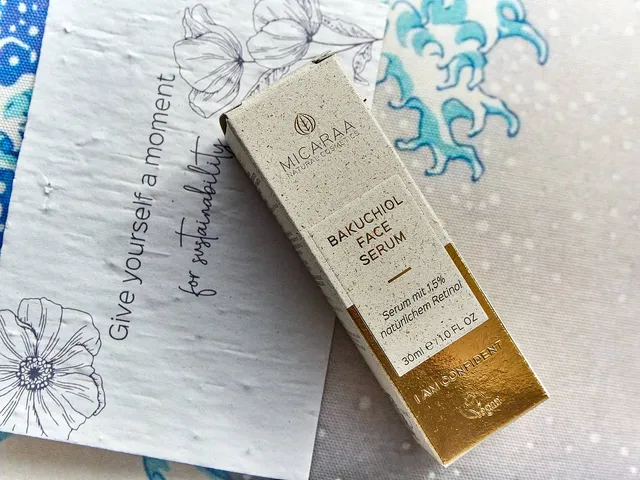 Give yourself a moment
for sustainability
MICARAA
NATURAL COSMETICS
BAKUCHIOL
FACE
SERUM
Serum mit 1,5%
natürlichem Retinol
30ml e / 1.0 FL OZ
I AM CONFIDENT
Vegan